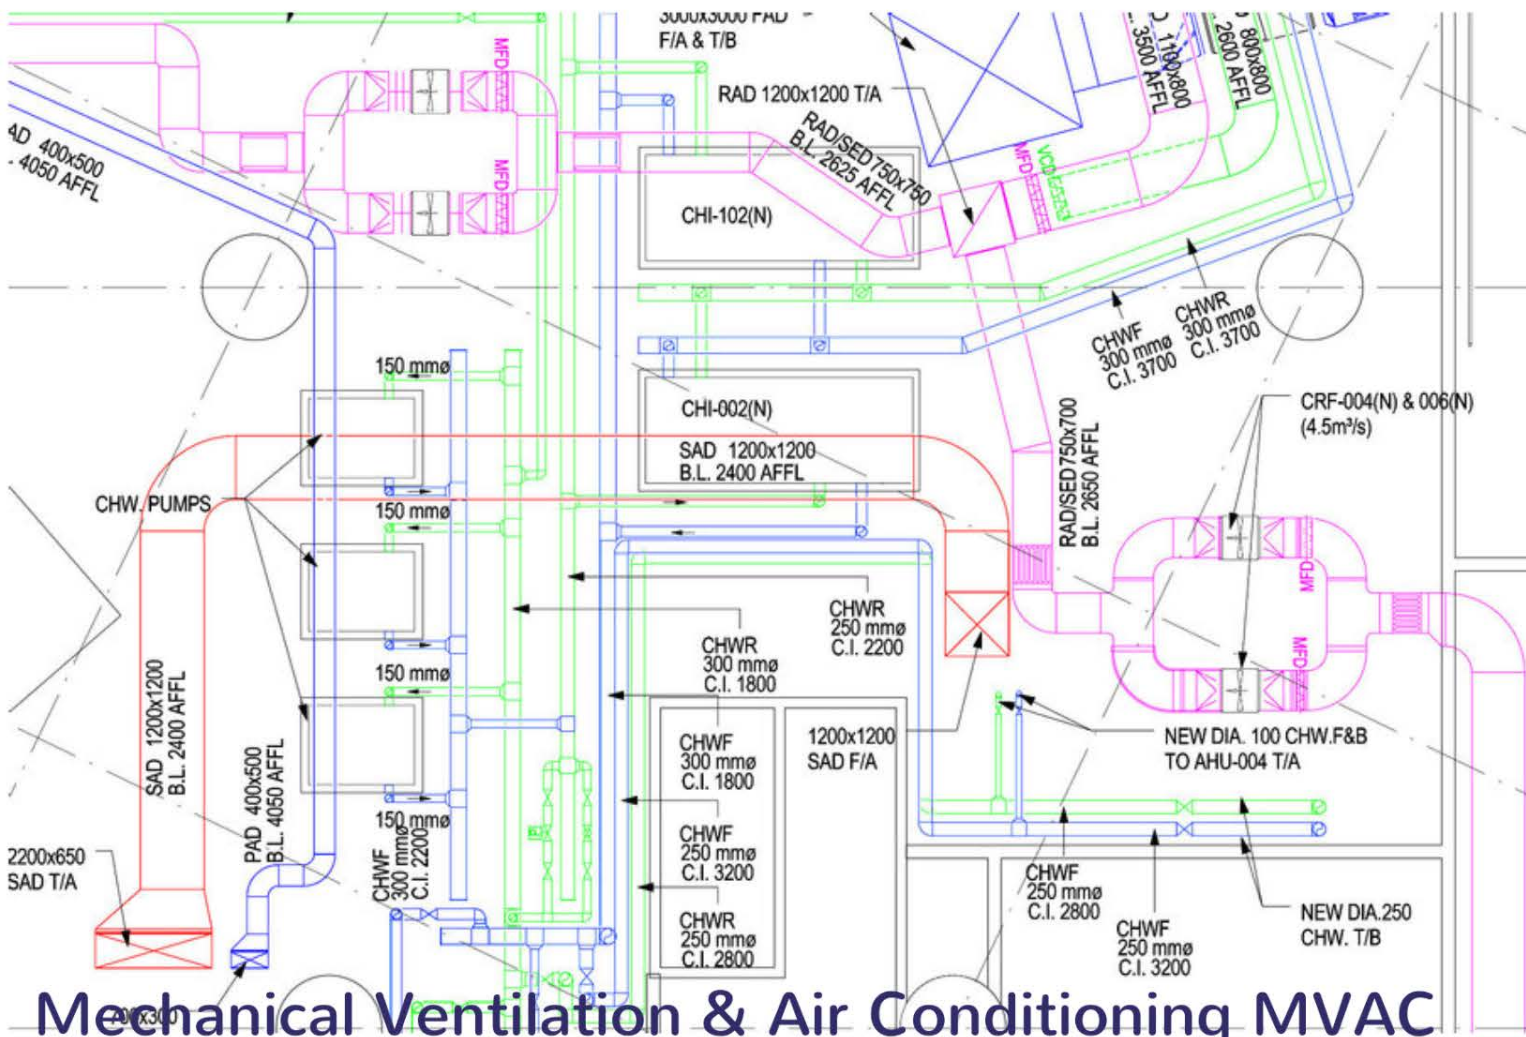 3000x3000 FAD
F/A & T/B
RAD 1200x1200 T/A
MFD
RAD/SED 750x750
B.L. 2625 AFFL
1100x800
3500 AFFL
800x800
2600 AFFL
MFD
VCD
AD 400x500
4050 AFFL
MFD
CHI-102(N)
CHWF
300 mmø
C.I. 3700
CHWR
300 mmø
C.I. 3700
150 mmø
CHI-002(N)
SAD 1200x1200
B.L. 2400 AFFL
CRF-004(N) & 006(N)
(4.5m³/s)
RAD/SED 750x700
B.L. 2650 AFFL
CHW. PUMPS
150 mmø
MFD
CHWR
250 mmø
C.I. 2200
CHWR
300 mmø
C.I. 1800
MFD
150 mmø
SAD 1200x1200
B.L. 2400 AFFL
PAD 400x500
B.L. 4050 AFFL
CHWF
300 mmø
C.I. 1800
1200x1200
SAD F/A
NEW DIA. 100 CHW.F&B
TO AHU-004 T/A
150 mmø
CHWF
300 mmø
C.I. 2200
CHWF
250 mmø
C.I. 3200
2200x650
SAD T/A
CHWR
250 mmø
C.I. 2800
CHWF
250 mmø
C.I. 2800
CHWF
250 mmø
C.I. 3200
NEW DIA.250
CHW. T/B
Mechanical Ventilation & Air Conditioning MVAC